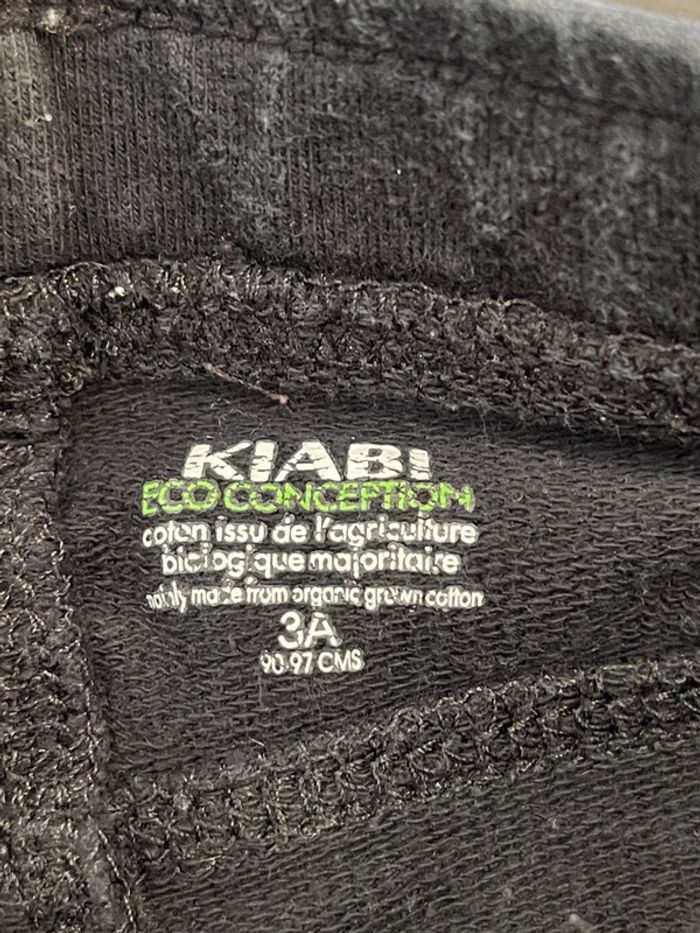 KIABI
ECO CONCEPTION
coton issu de l'agriculture
biologique majoritaire
mainly made from organic grown cotton
3A
90-97 CMS